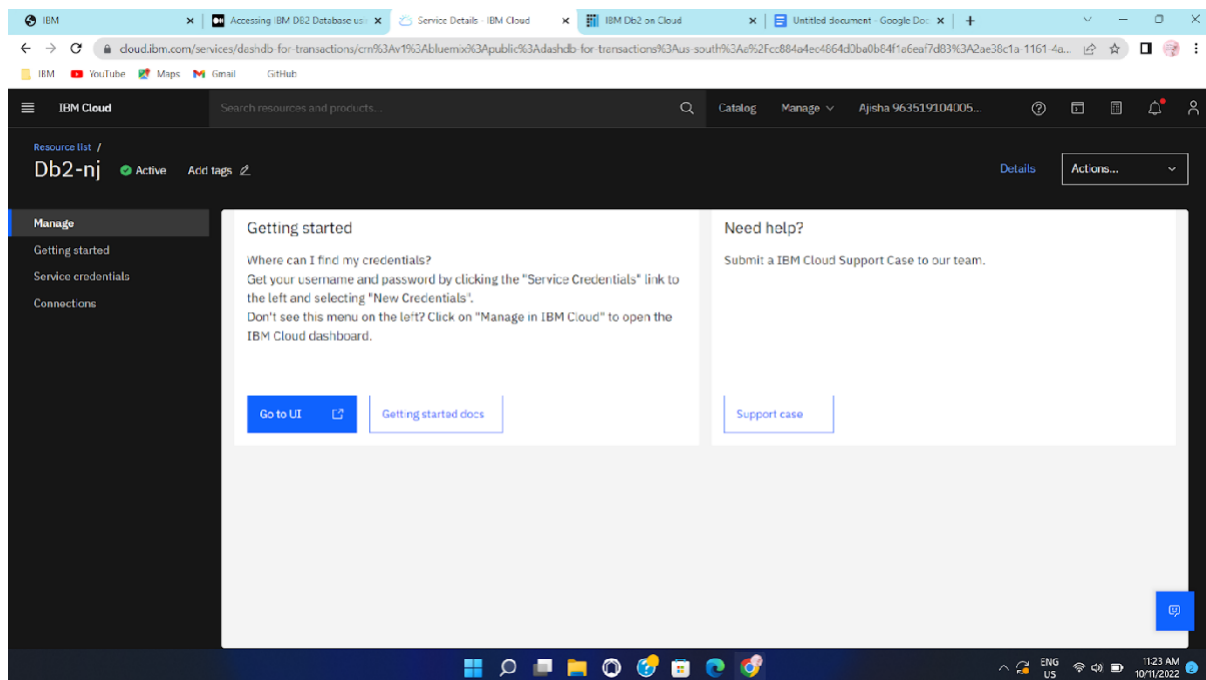 IBM
Accessing IBM DB2 Database us
Service Details - IBM Cloud
IBM Db2 on Cloud
Untitled document - Google Doc
IBM
YouTube
Maps
Gmail
GitHub
IBM Cloud
Search resources and products...
Catalog
Manage
Ajisha 963519104005...
Resource list /
Db2-nj
Active
Add tags
Details
Actions...
Manage
Getting started
Service credentials
Connections
Getting started
Where can I find my credentials?
Get your username and password by clicking the "Service Credentials" link to
the left and selecting "New Credentials".
Don't see this menu on the left? Click on "Manage in IBM Cloud" to open the
IBM Cloud dashboard.
Go to UI
Getting started docs
Need help?
Submit a IBM Cloud Support Case to our team.
Support case
ENG
US
11:23 AM
10/11/2022